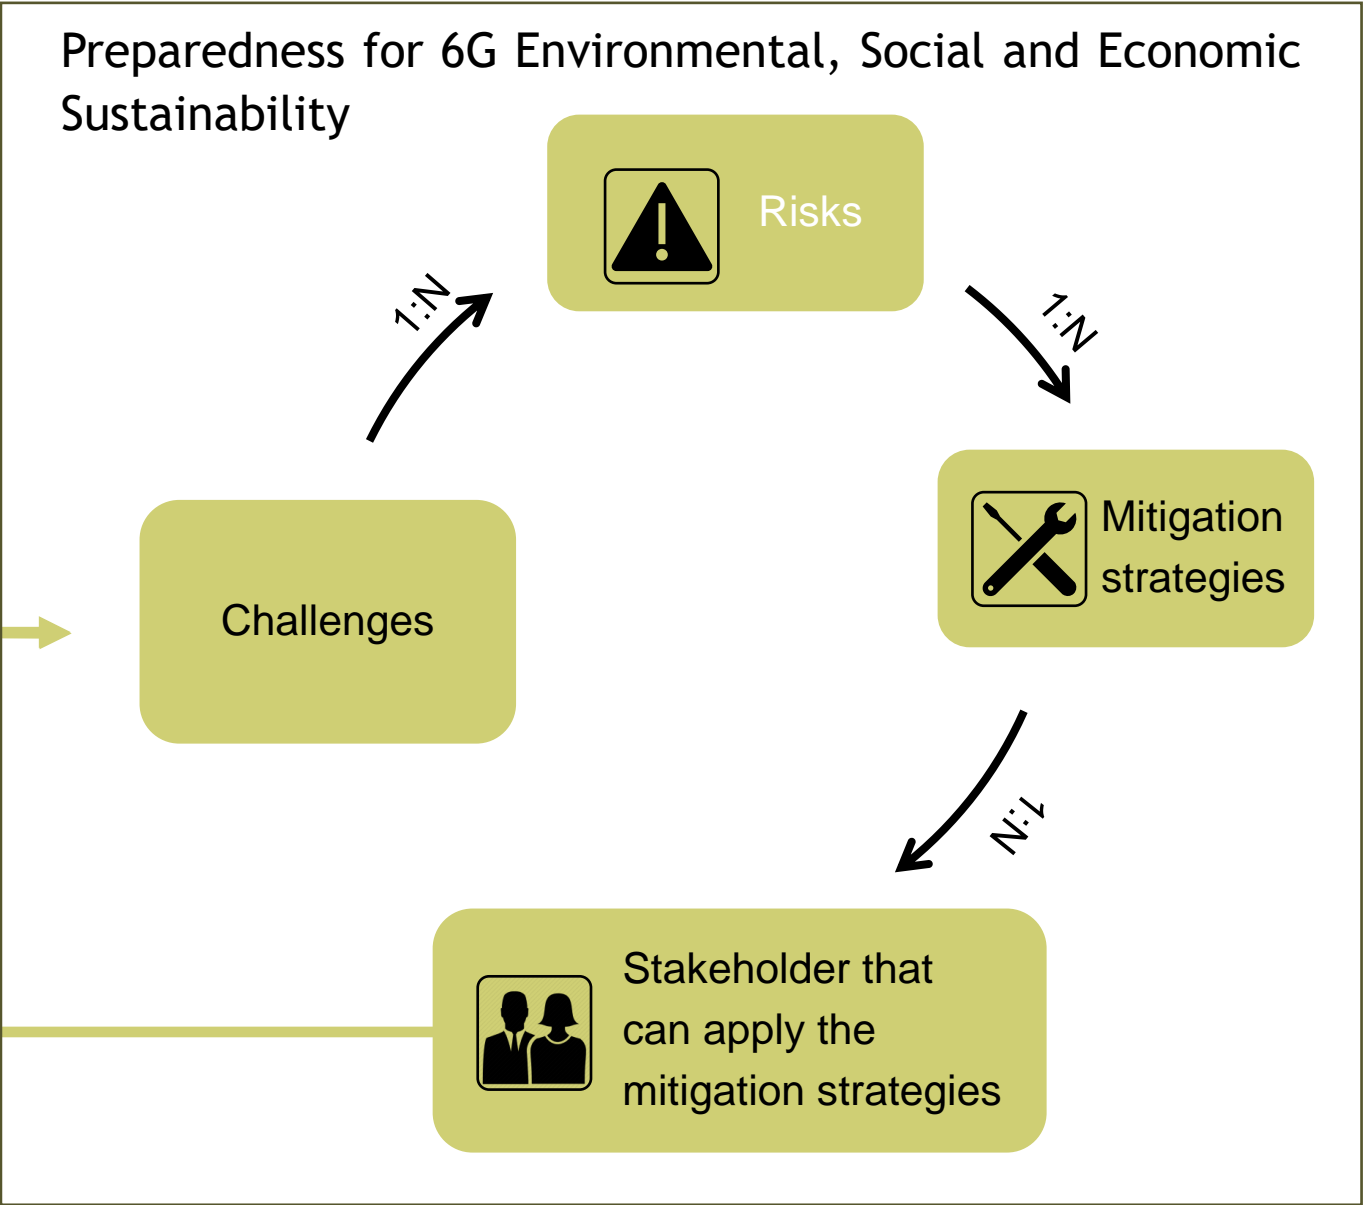 Preparedness for 6G Environmental, Social and Economic
Sustainability
Risks
1:N
1:N
Mitigation
strategies
Challenges
1:N
Stakeholder that
can apply the
mitigation strategies